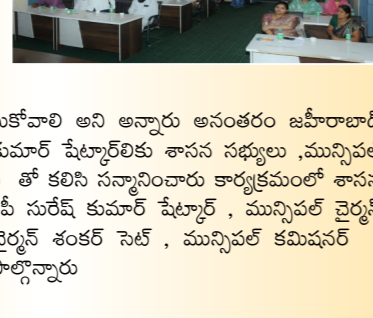 కోవాలి అని అన్నారు అనంతరం జహీరాబాద్
కుమార్ షేట్కార్‌లికు శాసన సభ్యులు ,మున్సిపల్
తో కలిసి సన్మానించారు కార్యక్రమంలో శాసన
పీ సురేష్ కుమార్ షేట్కార్ , మున్సిపల్ చైర్మన్
చైర్మన్ శంకర్ సెట్ , మున్సిపల్ కమిషనర్
పాల్గొన్నారు